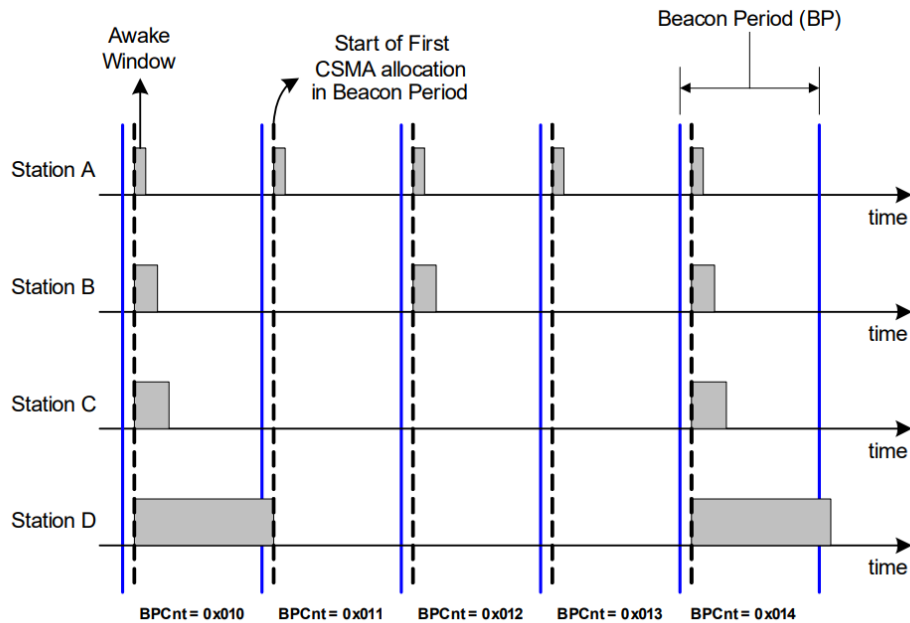 Beacon Period (BP)
Awake
Window
Start of First
CSMA allocation
in Beacon Period
Station A
time
Station B
time
Station C
time
Station D
time
BPCnt = 0x010 BPCnt = 0x011 BPCnt = 0x012 BPCnt = 0x013 BPCnt = 0x014